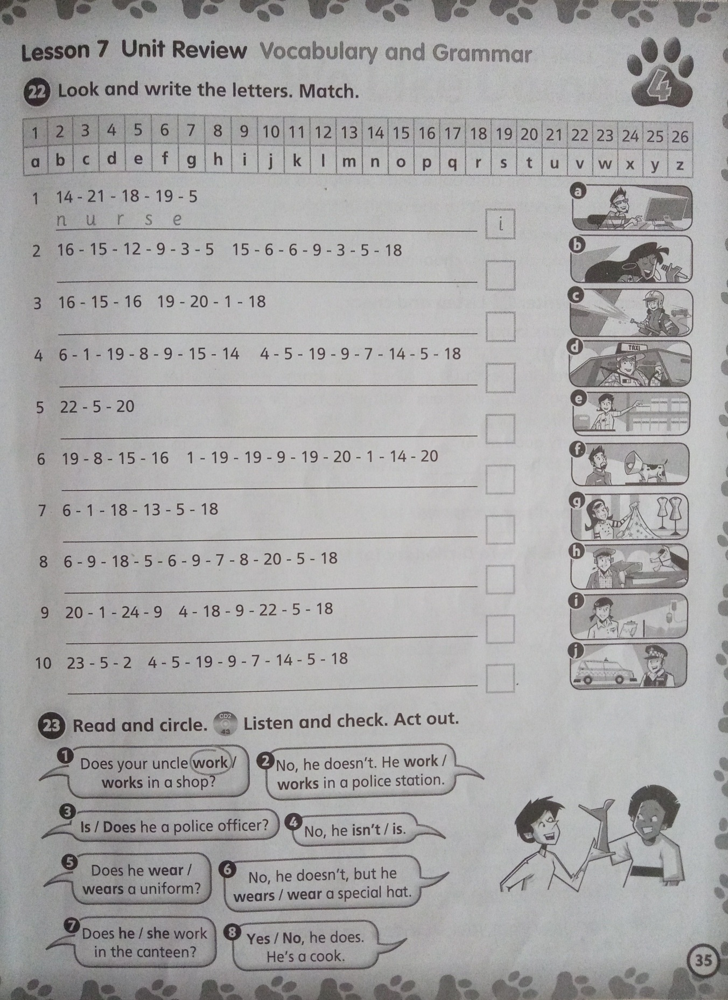 Lesson 7 Unit Review Vocabulary and Grammar
4
22 Look and write the letters. Match.
1 2 3 4 5 6 7 8 9 10 11 12 13 14 15 16 17 18 19 20 21 22 23 24 25 26
a b c d e f g h i j k l m n o p q r s t u v w x y z
1 14 - 21 - 18 - 19 - 5
n u r s e i
2 16 - 15 - 12 - 9 - 3 - 5 15 - 6 - 6 - 9 - 3 - 5 - 18
3 16 - 15 - 16 19 - 20 - 1 - 18
4 6 - 1 - 19 - 8 - 9 - 15 - 14 4 - 5 - 19 - 9 - 7 - 14 - 5 - 18
5 22 - 5 - 20
6 19 - 8 - 15 - 16 1 - 19 - 19 - 9 - 19 - 20 - 1 - 14 - 20
7 6 - 1 - 18 - 13 - 5 - 18
8 6 - 9 - 18 - 5 - 6 - 9 - 7 - 8 - 20 - 5 - 18
9 20 - 1 - 24 - 9 4 - 18 - 9 - 22 - 5 - 18
10 23 - 5 - 2 4 - 5 - 19 - 9 - 7 - 14 - 5 - 18
a
b
c
d
TAXI
e
f
g
h
i
j
23 Read and circle. CD2 43 Listen and check. Act out.
1 Does your uncle work /
works in a shop?
2 No, he doesn't. He work /
works in a police station.
3 Is / Does he a police officer?
4 No, he isn't / is.
5 Does he wear /
wears a uniform?
6 No, he doesn't, but he
wears / wear a special hat.
7 Does he / she work
in the canteen?
8 Yes / No, he does.
He's a cook.
35